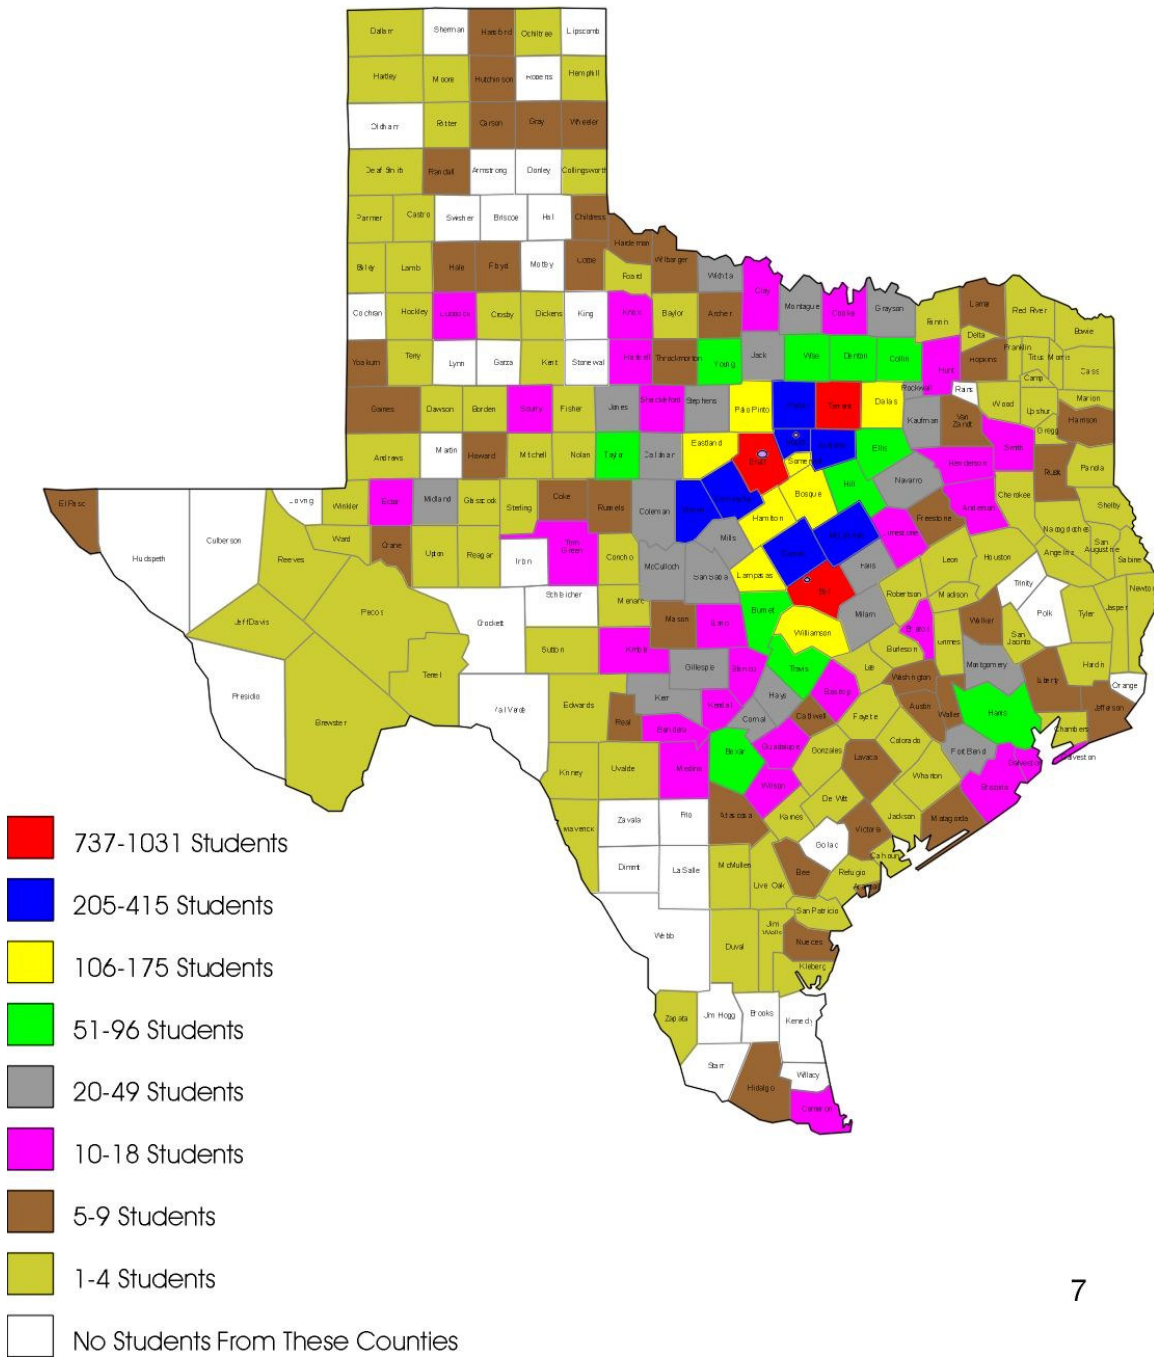 Dallam Sherman Hansford Ochiltree Lipscomb
Hartley Moore Hutchinson Roberts Hemphill
Oldham Potter Carson Gray Wheeler
Deaf Smith Randall Armstrong Donley Collingsworth
Parmer Castro Swisher Briscoe Hall Childress
Hardeman
Bailey Lamb Hale Floyd Motley Cottle Foard Wilbarger Wichita
Cochran Hockley Lubbock Crosby Dickens King Knox Baylor Archer Clay Montague Cooke Grayson Fannin Lamar Red River Bowie
Delta Franklin Titus Morris Cass
Yoakum Terry Lynn Garza Kent Stonewall Haskell Throckmorton Young Jack Wise Denton Collin Hunt Hopkins Camp
Rockwall Rains Wood Upshur Marion
Gaines Dawson Borden Scurry Fisher Jones Shackelford Stephens Palo Pinto Parker Tarrant Dallas Kaufman Van Zandt Gregg Harrison
Andrews Martin Howard Mitchell Nolan Taylor Callahan Eastland Erath Hood Somervell Johnson Ellis Henderson Smith Rusk Panola
El Paso Hudspeth Culberson Loving Winkler Ector Midland Glasscock Sterling Coke Runnels Coleman Brown Comanche Bosque Hill Navarro Anderson Cherokee Shelby
Reeves Ward Crane Upton Reagan Irion Tom Green Concho McCulloch Mills Hamilton Limestone Freestone Nacogdoches San Augustine Sabine
San Saba Lampasas Coryell McLennan Falls Leon Houston Angelina
Jeff Davis Pecos Crockett Schleicher Menard Mason Llano Burnet Bell Milam Robertson Madison Trinity Polk Tyler Jasper Newton
Presidio Brewster Terrell Sutton Kimble Gillespie Blanco Williamson Travis Burleson Brazos Grimes Walker San Jacinto Hardin
Val Verde Edwards Kerr Kendall Hays Bastrop Lee Washington Montgomery Liberty Orange
Real Bandera Comal Caldwell Fayette Austin Waller Harris Chambers Jefferson
Kinney Uvalde Medina Bexar Guadalupe Gonzales Lavaca Colorado Fort Bend Galveston Galveston
Wilson Wharton Brazoria
Maverick Zavala Frio Atascosa Karnes De Witt Jackson Matagorda
Dimmit La Salle McMullen Live Oak Bee Goliad Victoria Calhoun
Refugio Aransas
Webb Duval Jim Wells San Patricio
Nueces
Kleberg
Zapata Jim Hogg Brooks Kenedy
Starr Hidalgo Willacy
Cameron
737-1031 Students
205-415 Students
106-175 Students
51-96 Students
20-49 Students
10-18 Students
5-9 Students
1-4 Students
No Students From These Counties
7